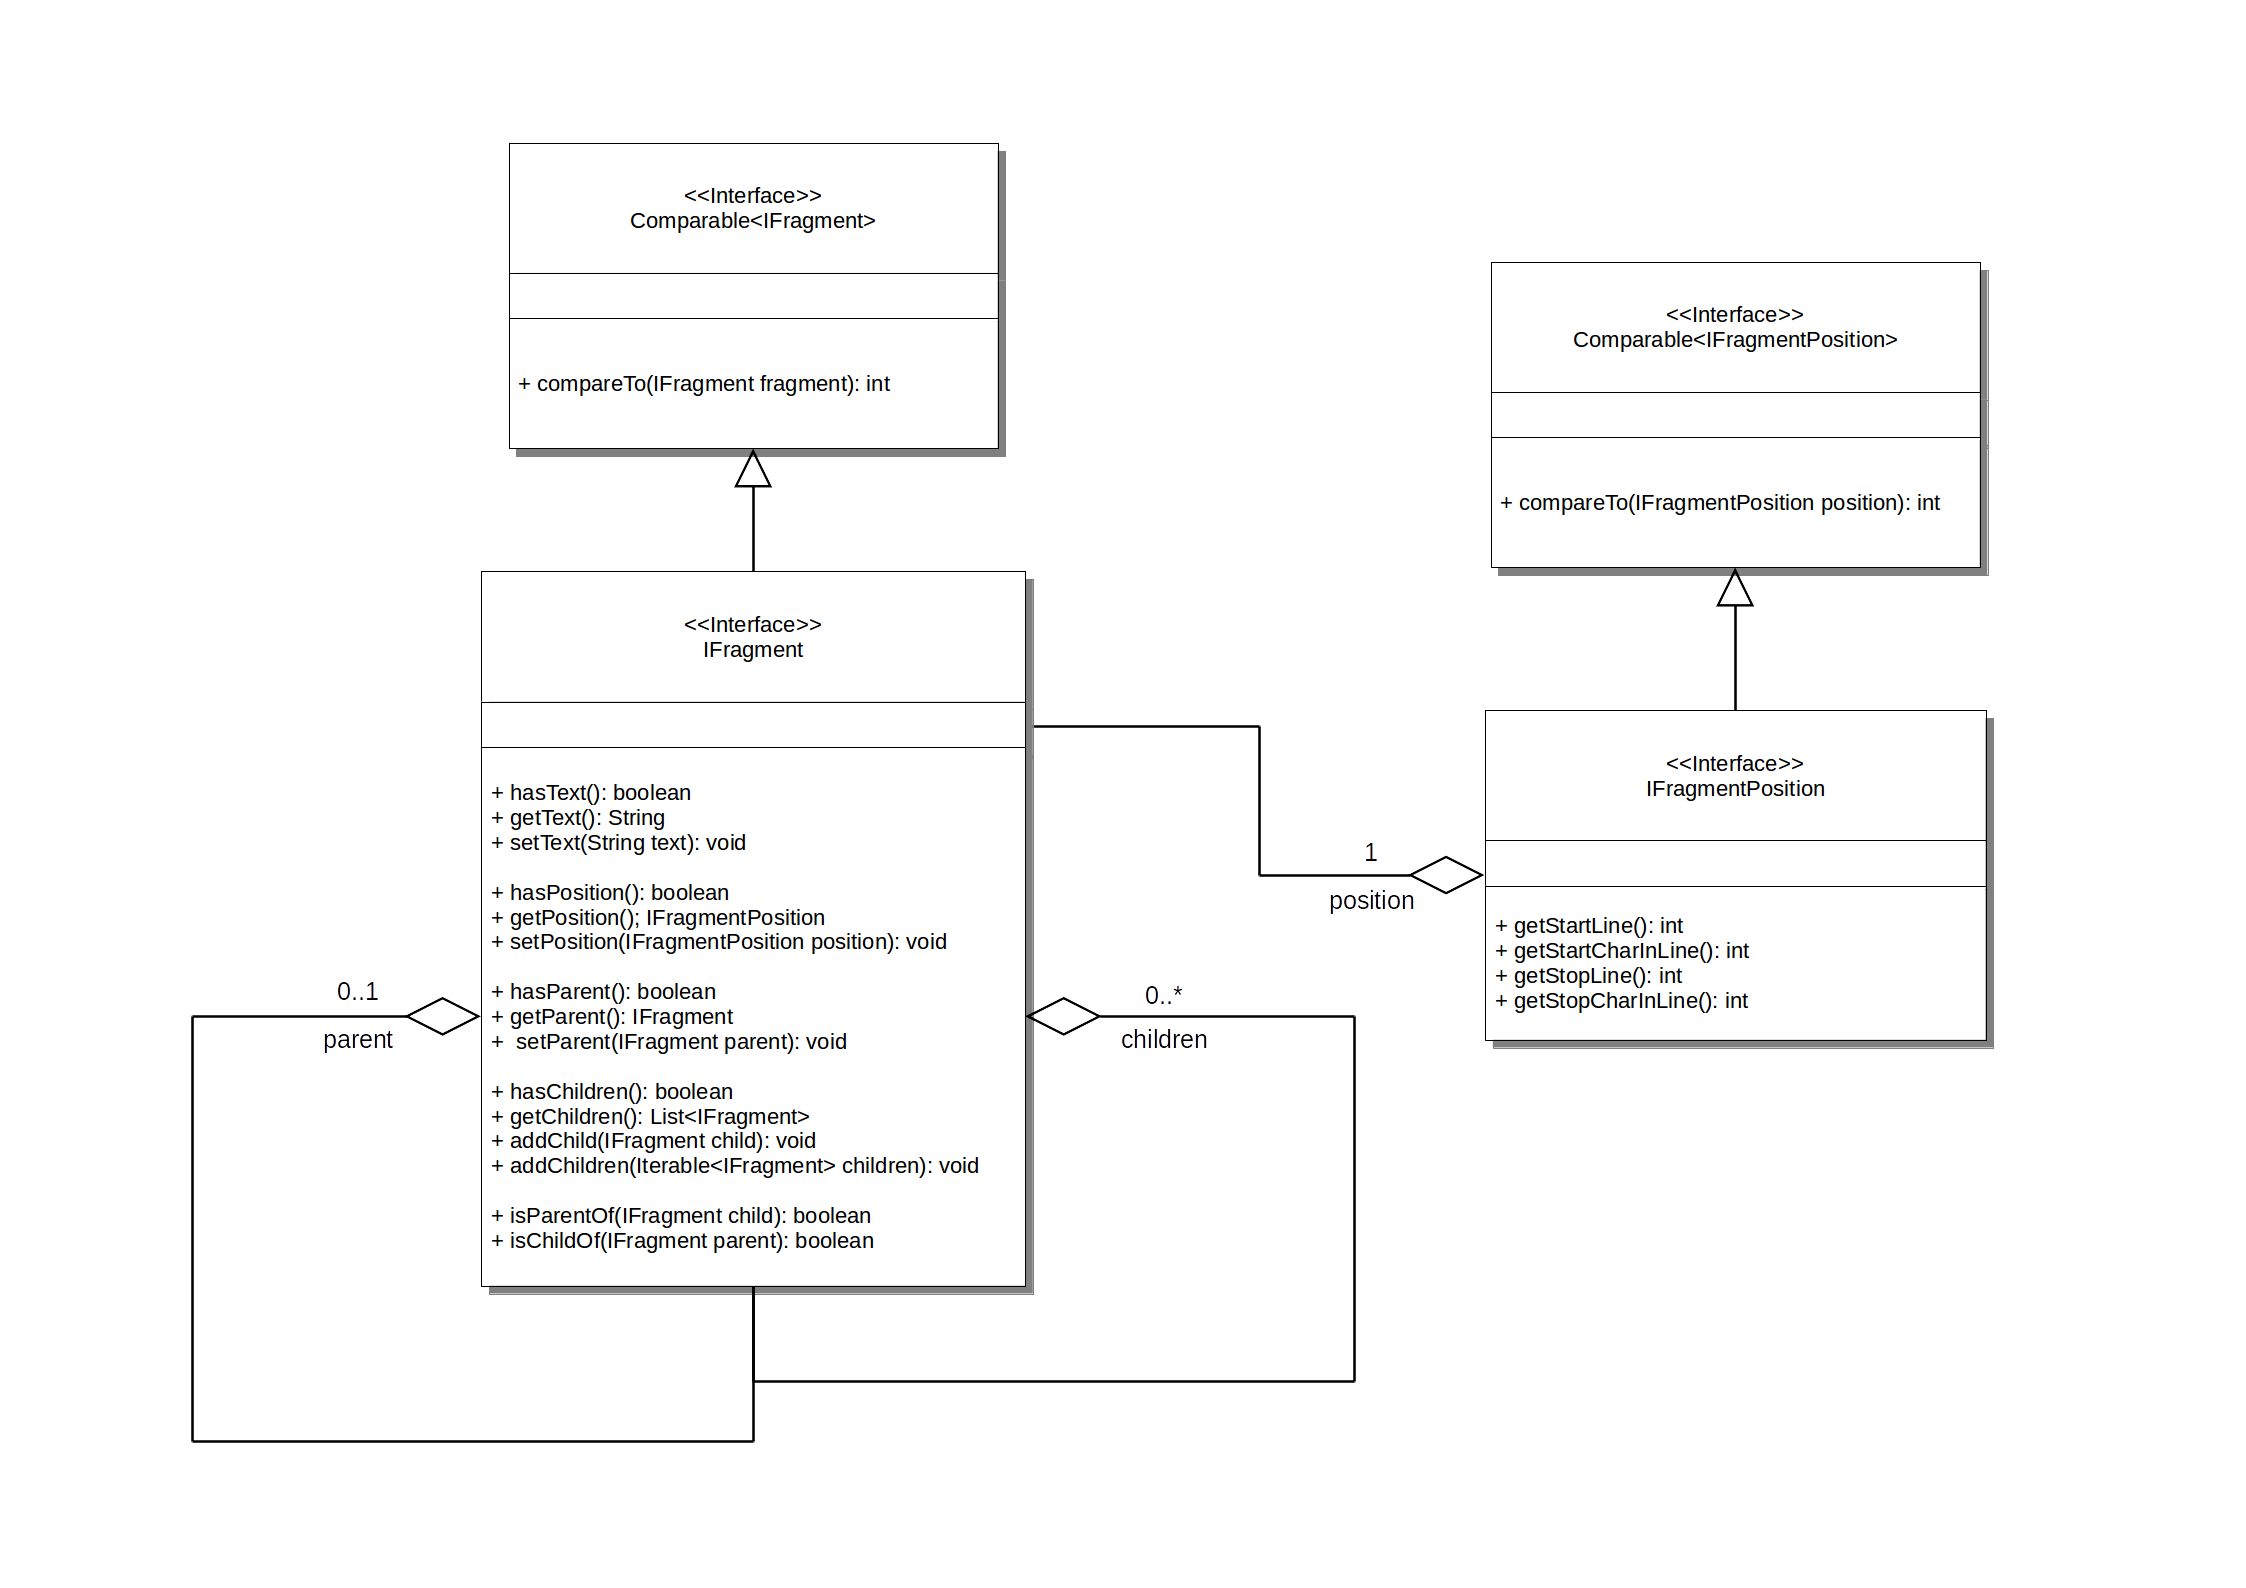 <<Interface>>
Comparable<IFragment>
+ compareTo(IFragment fragment): int
<<Interface>>
Comparable<IFragmentPosition>
+ compareTo(IFragmentPosition position): int
<<Interface>>
IFragment
+ hasText(): boolean
+ getText(): String
+ setText(String text): void
+ hasPosition(): boolean
+ getPosition(); IFragmentPosition
+ setPosition(IFragmentPosition position): void
+ hasParent(): boolean
+ getParent(): IFragment
+  setParent(IFragment parent): void
+ hasChildren(): boolean
+ getChildren(): List<IFragment>
+ addChild(IFragment child): void
+ addChildren(Iterable<IFragment> children): void
+ isParentOf(IFragment child): boolean
+ isChildOf(IFragment parent): boolean
0..1
parent
0..*
children
1
position
<<Interface>>
IFragmentPosition
+ getStartLine(): int
+ getStartCharInLine(): int
+ getStopLine(): int
+ getStopCharInLine(): int